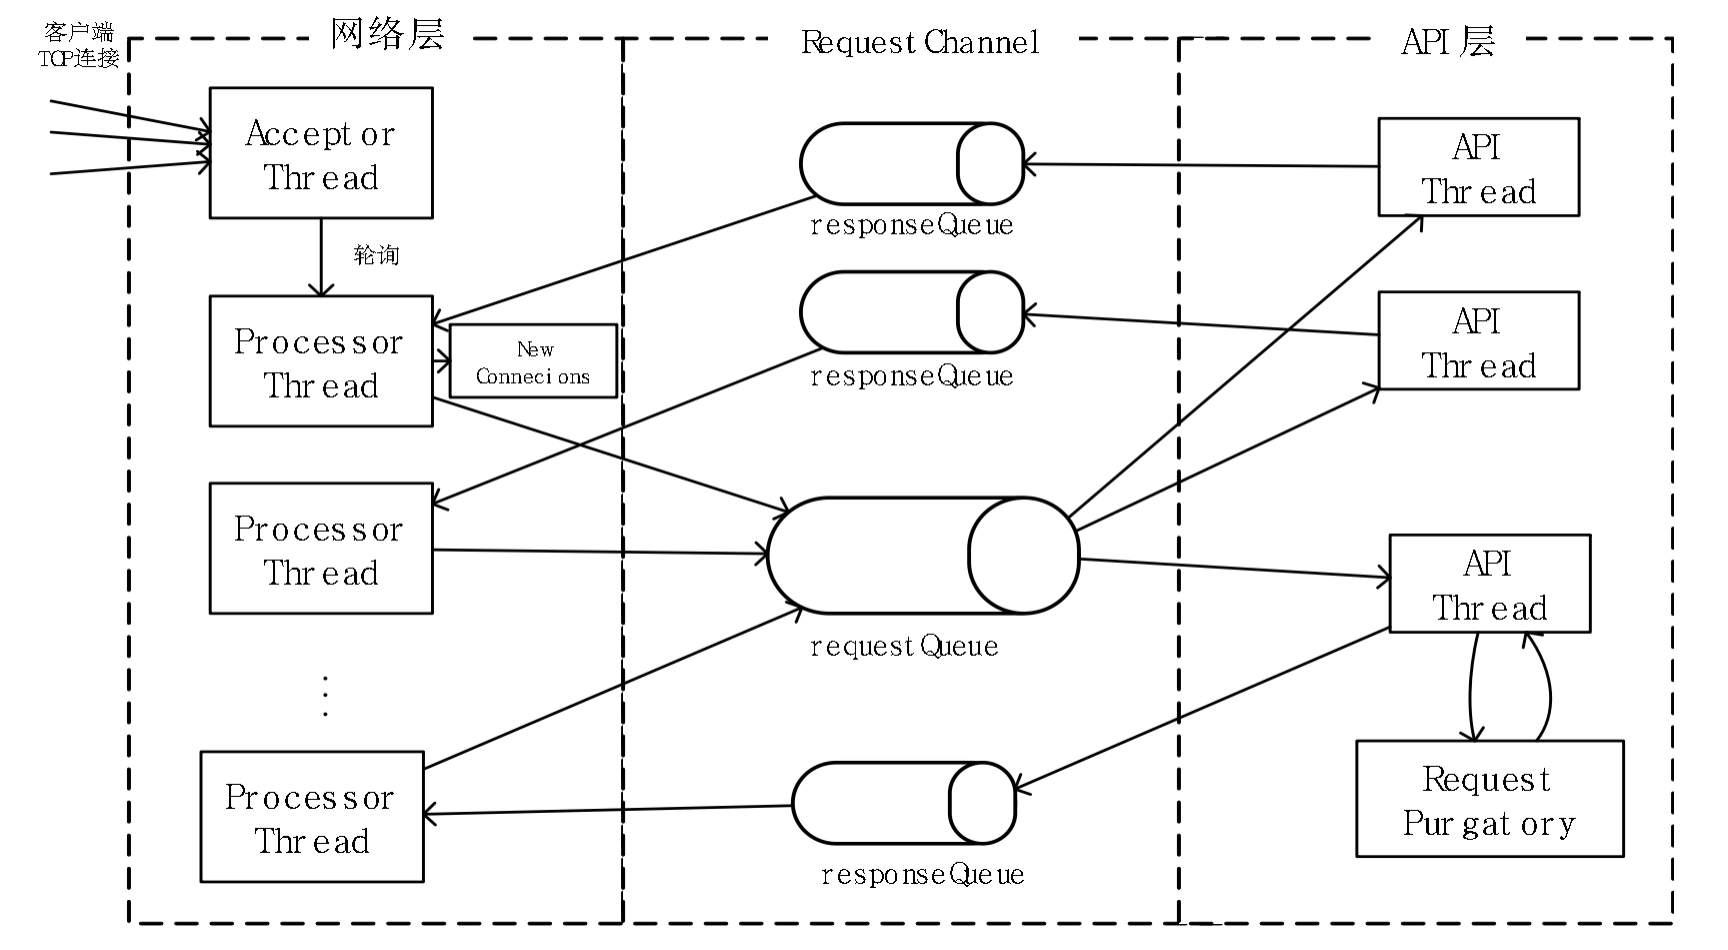 客户端
TCP连接
网络层
Request Channel
API 层
Acceptor
Thread
轮询
Processor
Thread
New
Connecions
Processor
Thread
Processor
Thread
responseQueue
responseQueue
requestQueue
responseQueue
API
Thread
API
Thread
API
Thread
Request
Purgatory